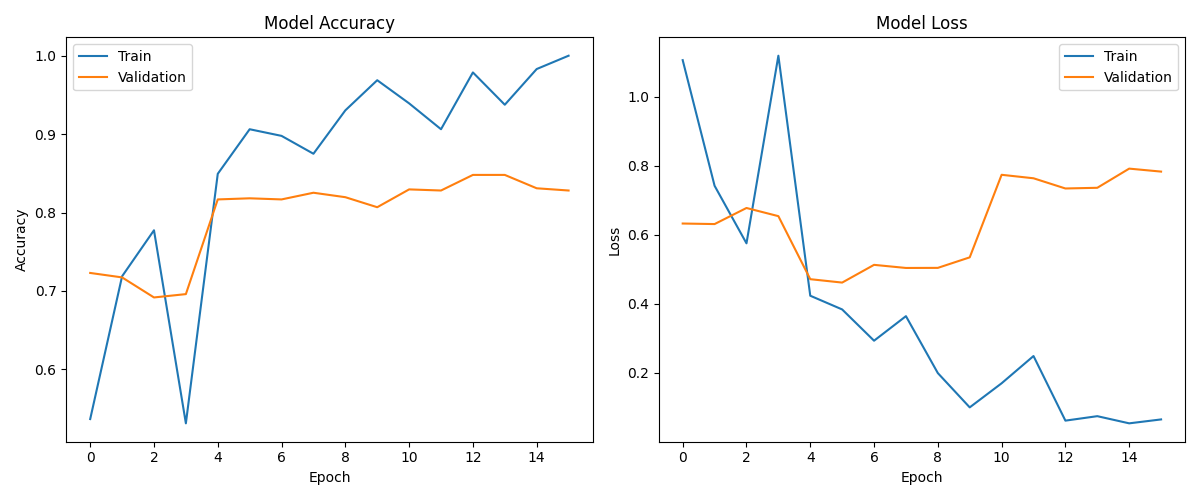 Model Accuracy
Train
Validation
1.0
0.9
0.8
0.7
0.6
Accuracy
0 2 4 6 8 10 12 14
Epoch
Model Loss
Train
Validation
1.0
0.8
0.6
0.4
0.2
Loss
0 2 4 6 8 10 12 14
Epoch